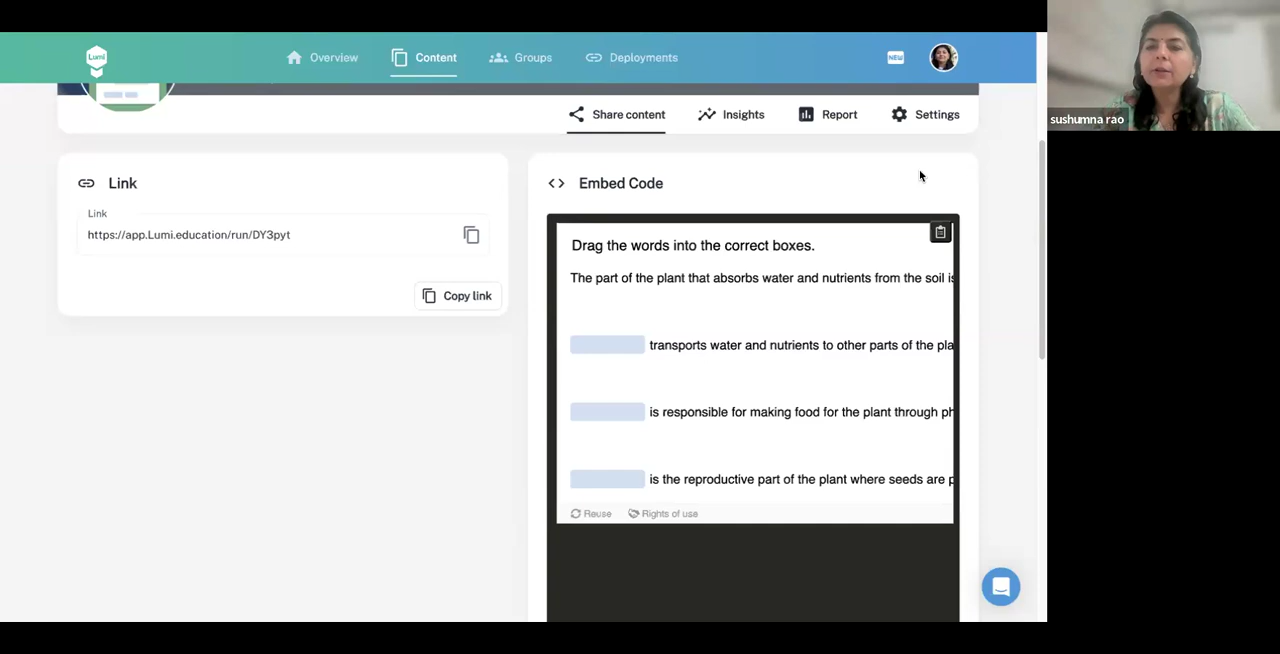 Lumi
Overview
Content
Groups
Deployments
NEW
sushumna rao
Share content
Insights
Report
Settings
Link
Link
https://app.Lumi.education/run/DY3pyt
Copy link
Embed Code
Drag the words into the correct boxes.
The part of the plant that absorbs water and nutrients from the soil is
transports water and nutrients to other parts of the pla
is responsible for making food for the plant through ph
is the reproductive part of the plant where seeds are p
Reuse
Rights of use